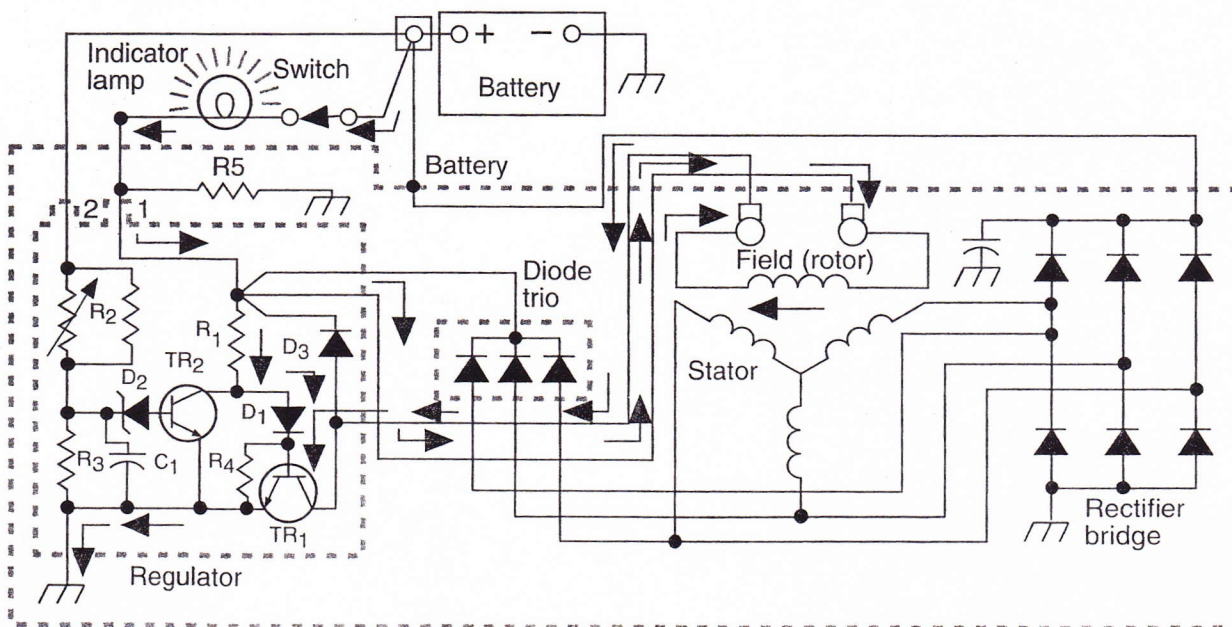 Indicator
lamp
Switch
+
−
Battery
Battery
R5
2
1
Diode
trio
Field (rotor)
R2
R1
D3
TR2
D2
D1
Stator
R3
C1
R4
TR1
Rectifier
bridge
Regulator